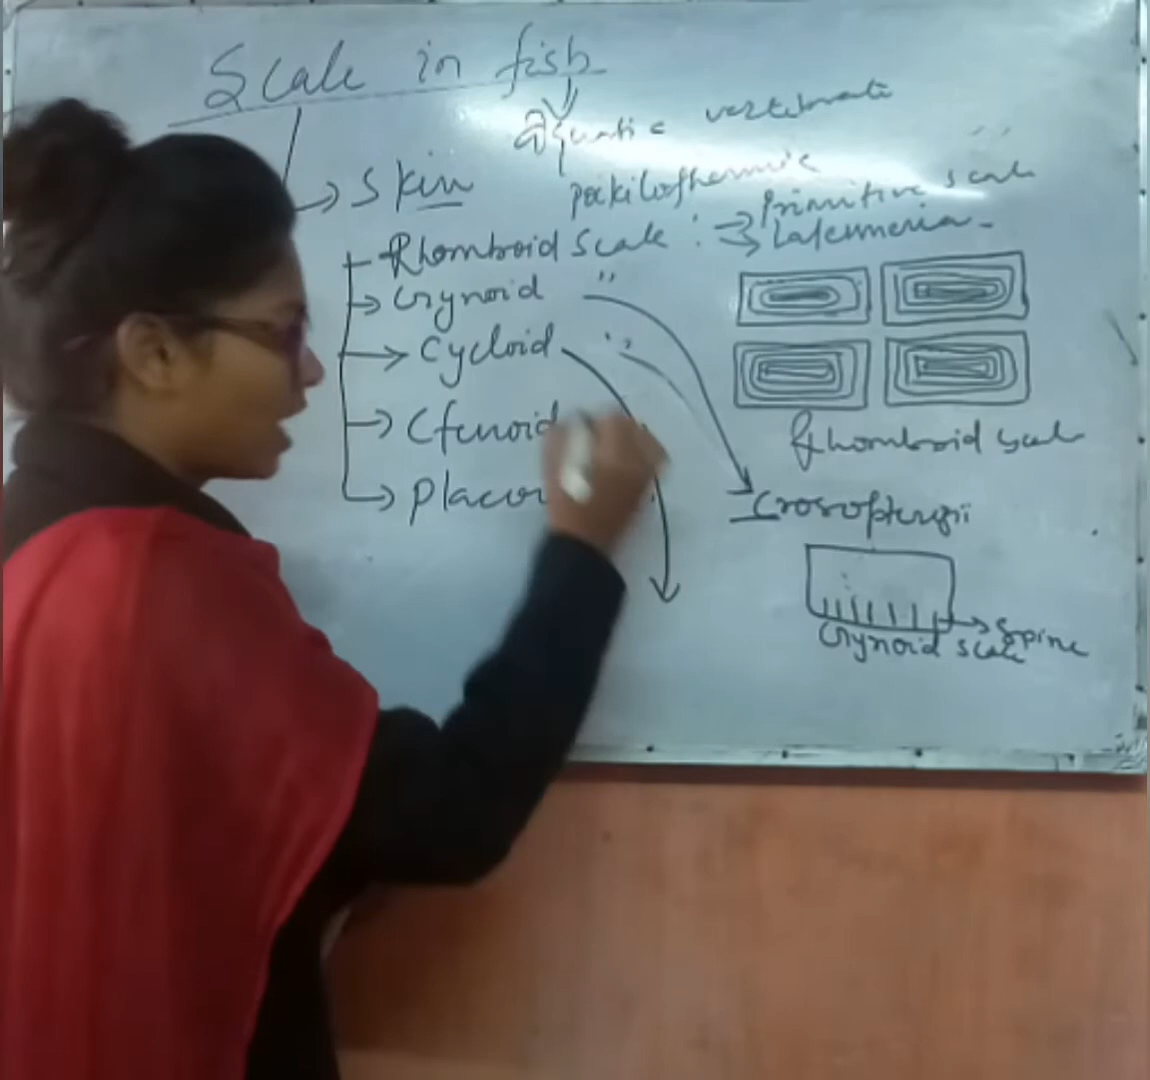 Scale in fish
Aquatic vertebrate
Skin
poikilothermic
Primitive scale
Rhomboid Scale :
Latemeria
Gynoid "
Cycloid "
Ctenoid
Placoi
Rhomboid scale
Crosopterygii
Spine
Gynoid scale